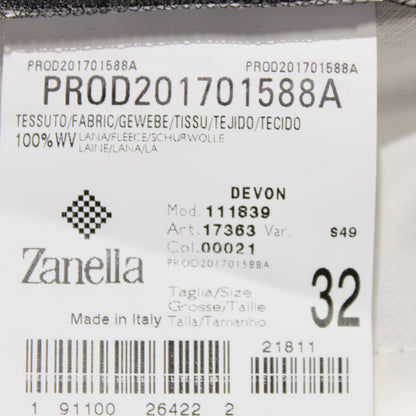 PROD201701588A PROD201701588A
PROD201701588A
TESSUTO/FABRIC/GEWEBE/TISSU/TEJIDO/TECIDO
100%WV LANA/FLEECE/SCHURWOLLE
LAINE/LANA/LA
DEVON
Mod. 111839
Art. 17363 Var. S49
Col. 00021
PROD201701588A
Zanella
Taglia/Size
Grosse/Taille
Talla/Tamanho
32
Made in Italy
21811
1 91100 26422 2